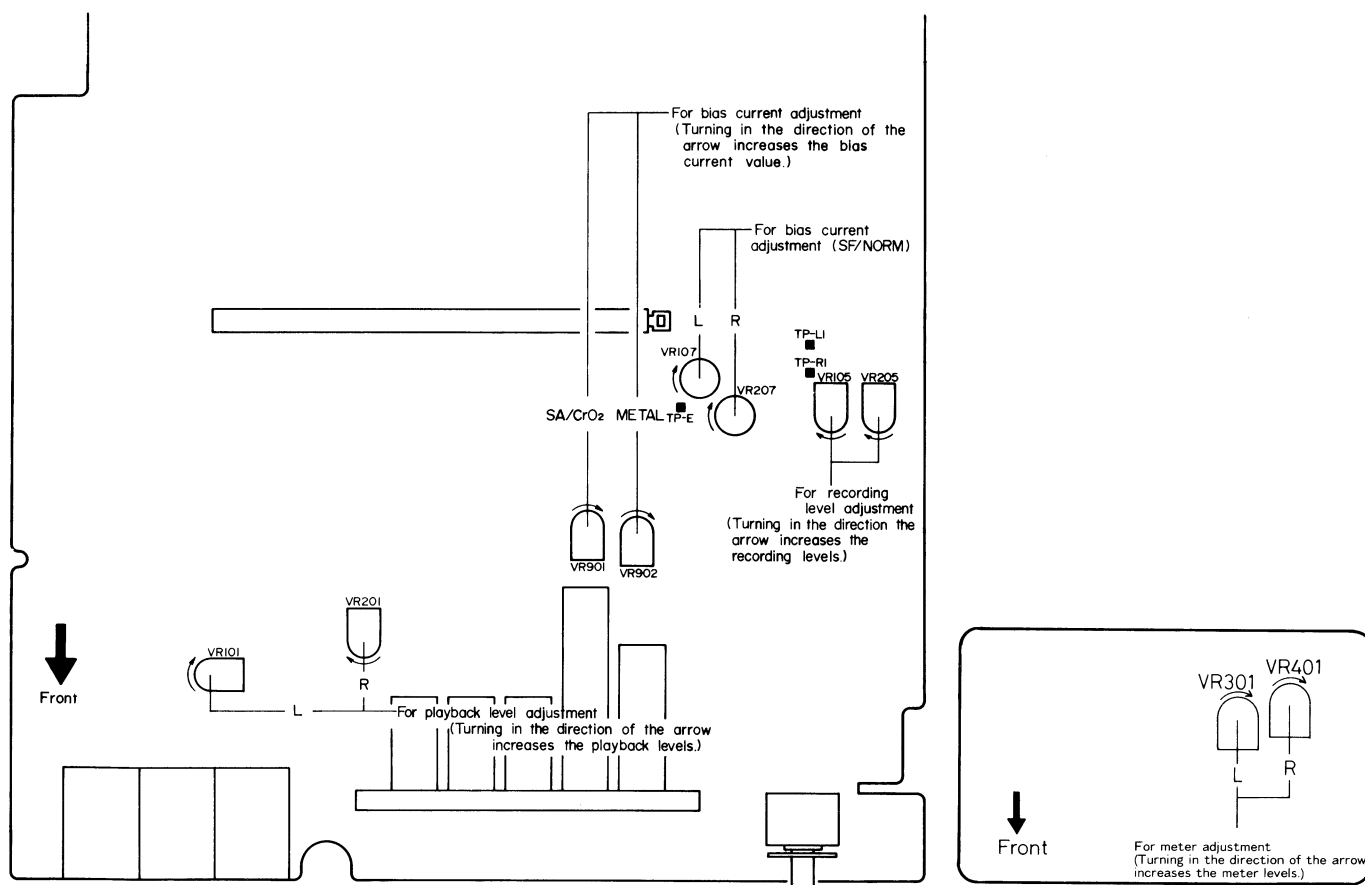 For bias current adjustment
(Turning in the direction of the
arrow increases the bias
current value.)
For bias current
adjustment (SF/NORM)
L R
TP-L1
TP-R1
VR107
VR105 VR205
VR207
SA/CrO2 METAL TP-E
For recording
level adjustment
(Turning in the direction the
arrow increases the
recording levels.)
VR901 VR902
VR201
VR101
R
L
For playback level adjustment
(Turning in the direction of the arrow
increases the playback levels.)
Front
VR301 VR401
L R
Front
For meter adjustment
(Turning in the direction of the arrow
increases the meter levels.)